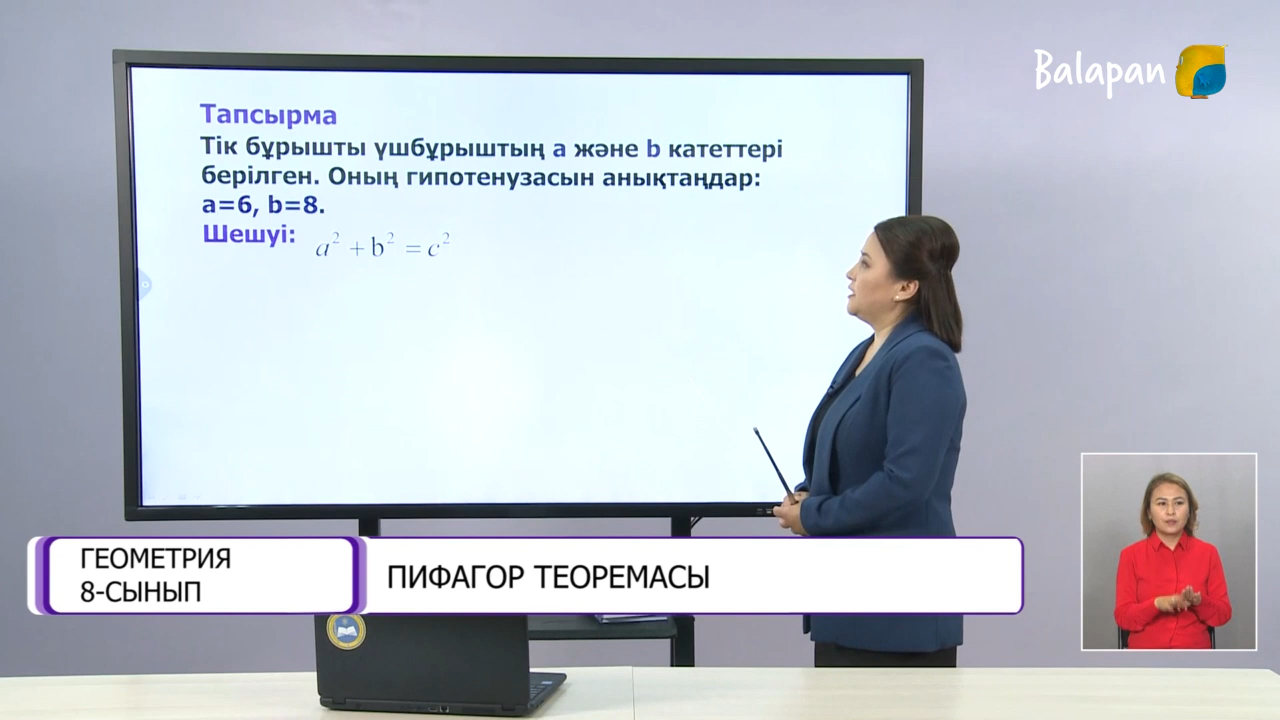 Balapan
Тапсырма
Тік бұрышты үшбұрыштың a және b катеттері
берілген. Оның гипотенузасын анықтаңдар:
a=6, b=8.
Шешуі: a² + b² = c²
ГЕОМЕТРИЯ
8-СЫНЫП
ПИФАГОР ТЕОРЕМАСЫ